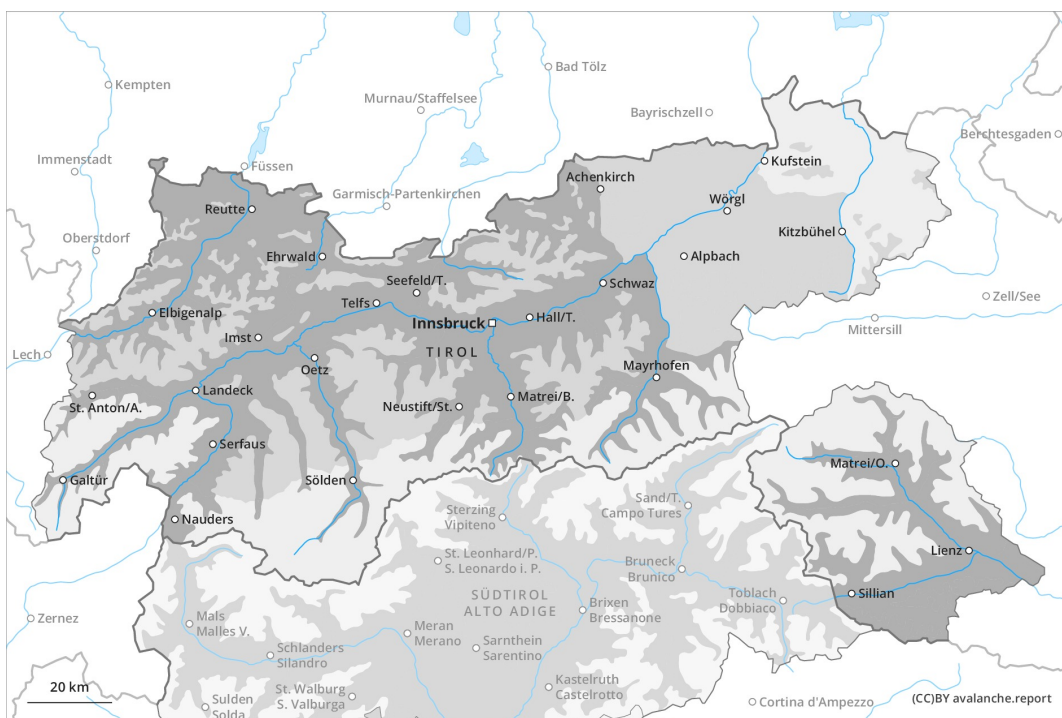 Kempten
Bad Tölz
Murnau/Staffelsee
Bayrischzell
Berchtesgaden
Immenstadt
Füssen
Kufstein
Achenkirch
Garmisch-Partenkirchen
Wörgl
Reutte
Kitzbühel
Oberstdorf
Ehrwald
Alpbach
Seefeld/T.
Schwaz
Zell/See
Telfs
Elbigenalp
Hall/T.
Innsbruck
Mittersill
Imst
TIROL
Lech
Oetz
Mayrhofen
Landeck
Matrei/B.
St. Anton/A.
Neustift/St.
Serfaus
Matrei/O.
Galtür
Sölden
Sand/T.
Campo Tures
Sterzing
Vipiteno
Nauders
Lienz
St. Leonhard/P.
S. Leonardo i. P.
Bruneck
Brunico
Sillian
SÜDTIROL
ALTO ADIGE
Toblach
Dobbiaco
Brixen
Bressanone
Zernez
Mals
Malles V.
Meran
Merano
Sarnthein
Sarentino
Schlanders
Silandro
Kastelruth
Castelrotto
20 km
St. Walburg
S. Valburga
Sulden
Solda
Cortina d'Ampezzo
(CC)BY avalanche.report